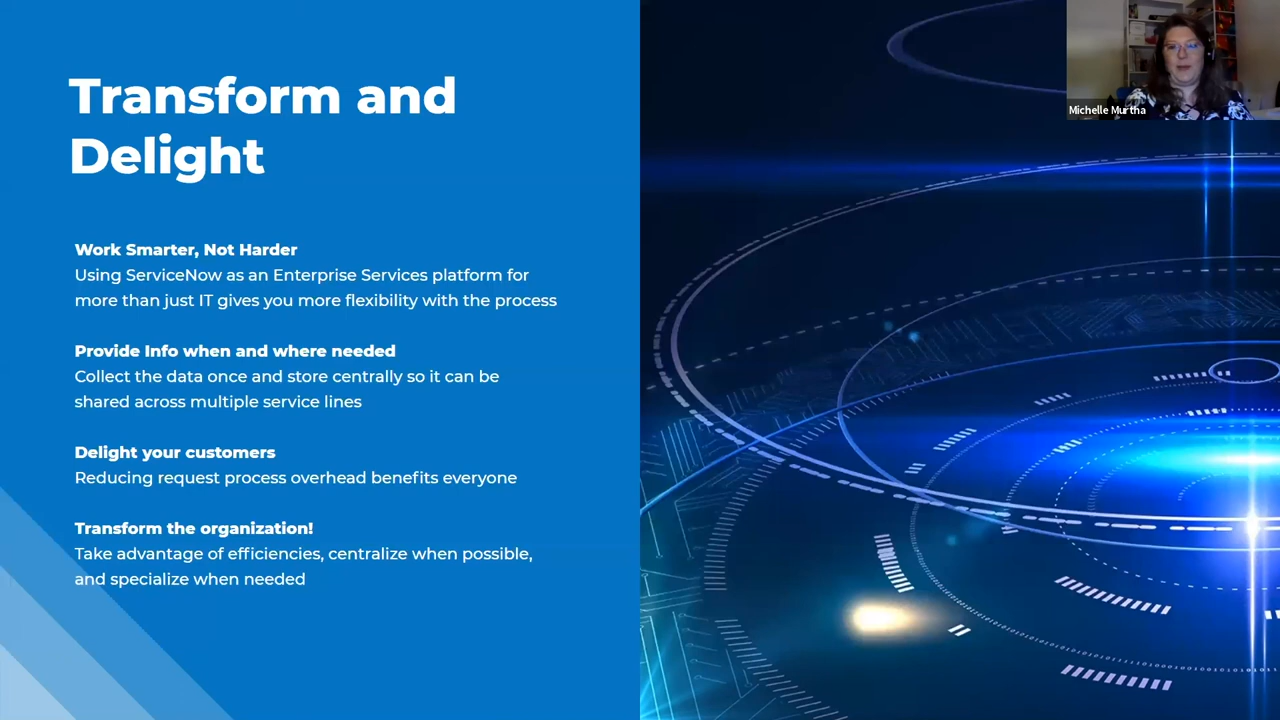 Transform and
Delight
Work Smarter, Not Harder
Using ServiceNow as an Enterprise Services platform for
more than just IT gives you more flexibility with the process
Provide Info when and where needed
Collect the data once and store centrally so it can be
shared across multiple service lines
Delight your customers
Reducing request process overhead benefits everyone
Transform the organization!
Take advantage of efficiencies, centralize when possible,
and specialize when needed
Michelle Murtha